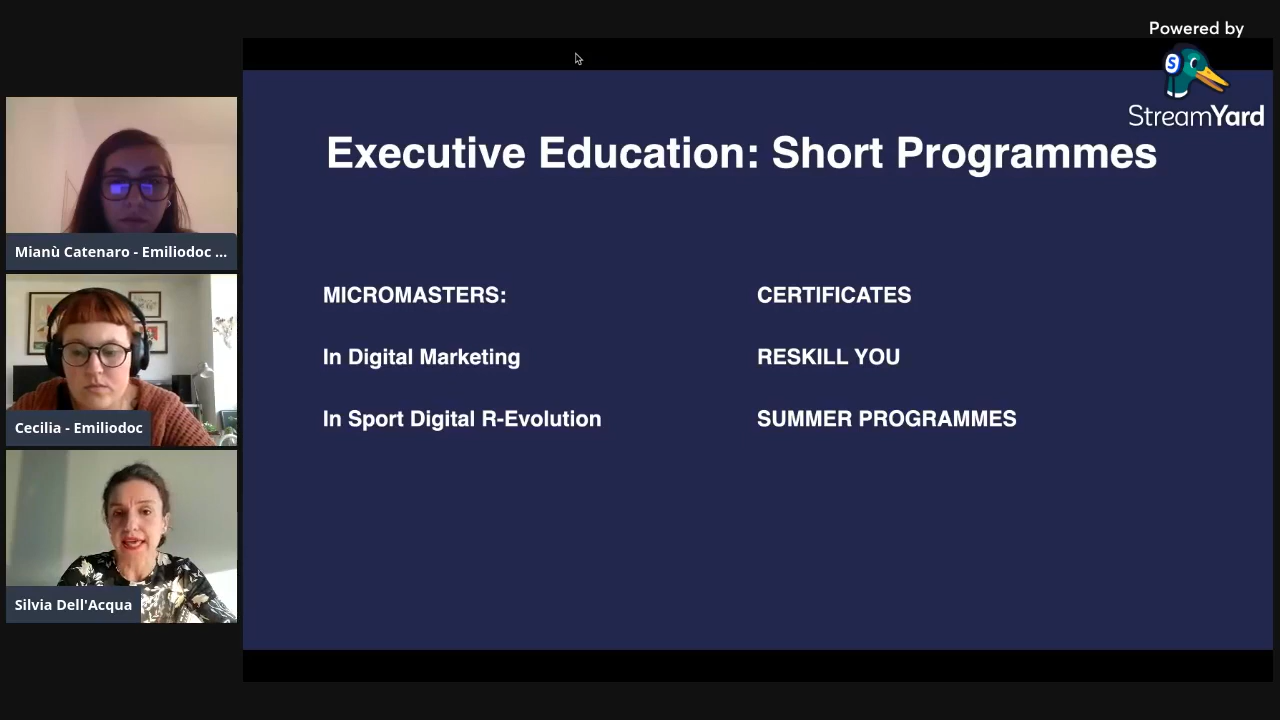 Powered by
S
StreamYard
Executive Education: Short Programmes
MICROMASTERS:
In Digital Marketing
In Sport Digital R-Evolution
CERTIFICATES
RESKILL YOU
SUMMER PROGRAMMES
Mianù Catenaro - Emiliodoc ...
Cecilia - Emiliodoc
Silvia Dell'Acqua